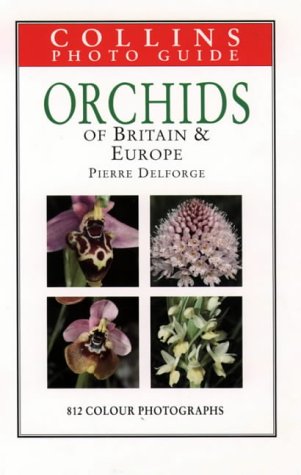 COLLINS
PHOTO GUIDE
ORCHIDS
OF BRITAIN &
EUROPE
PIERRE DELFORGE
812 COLOUR PHOTOGRAPHS